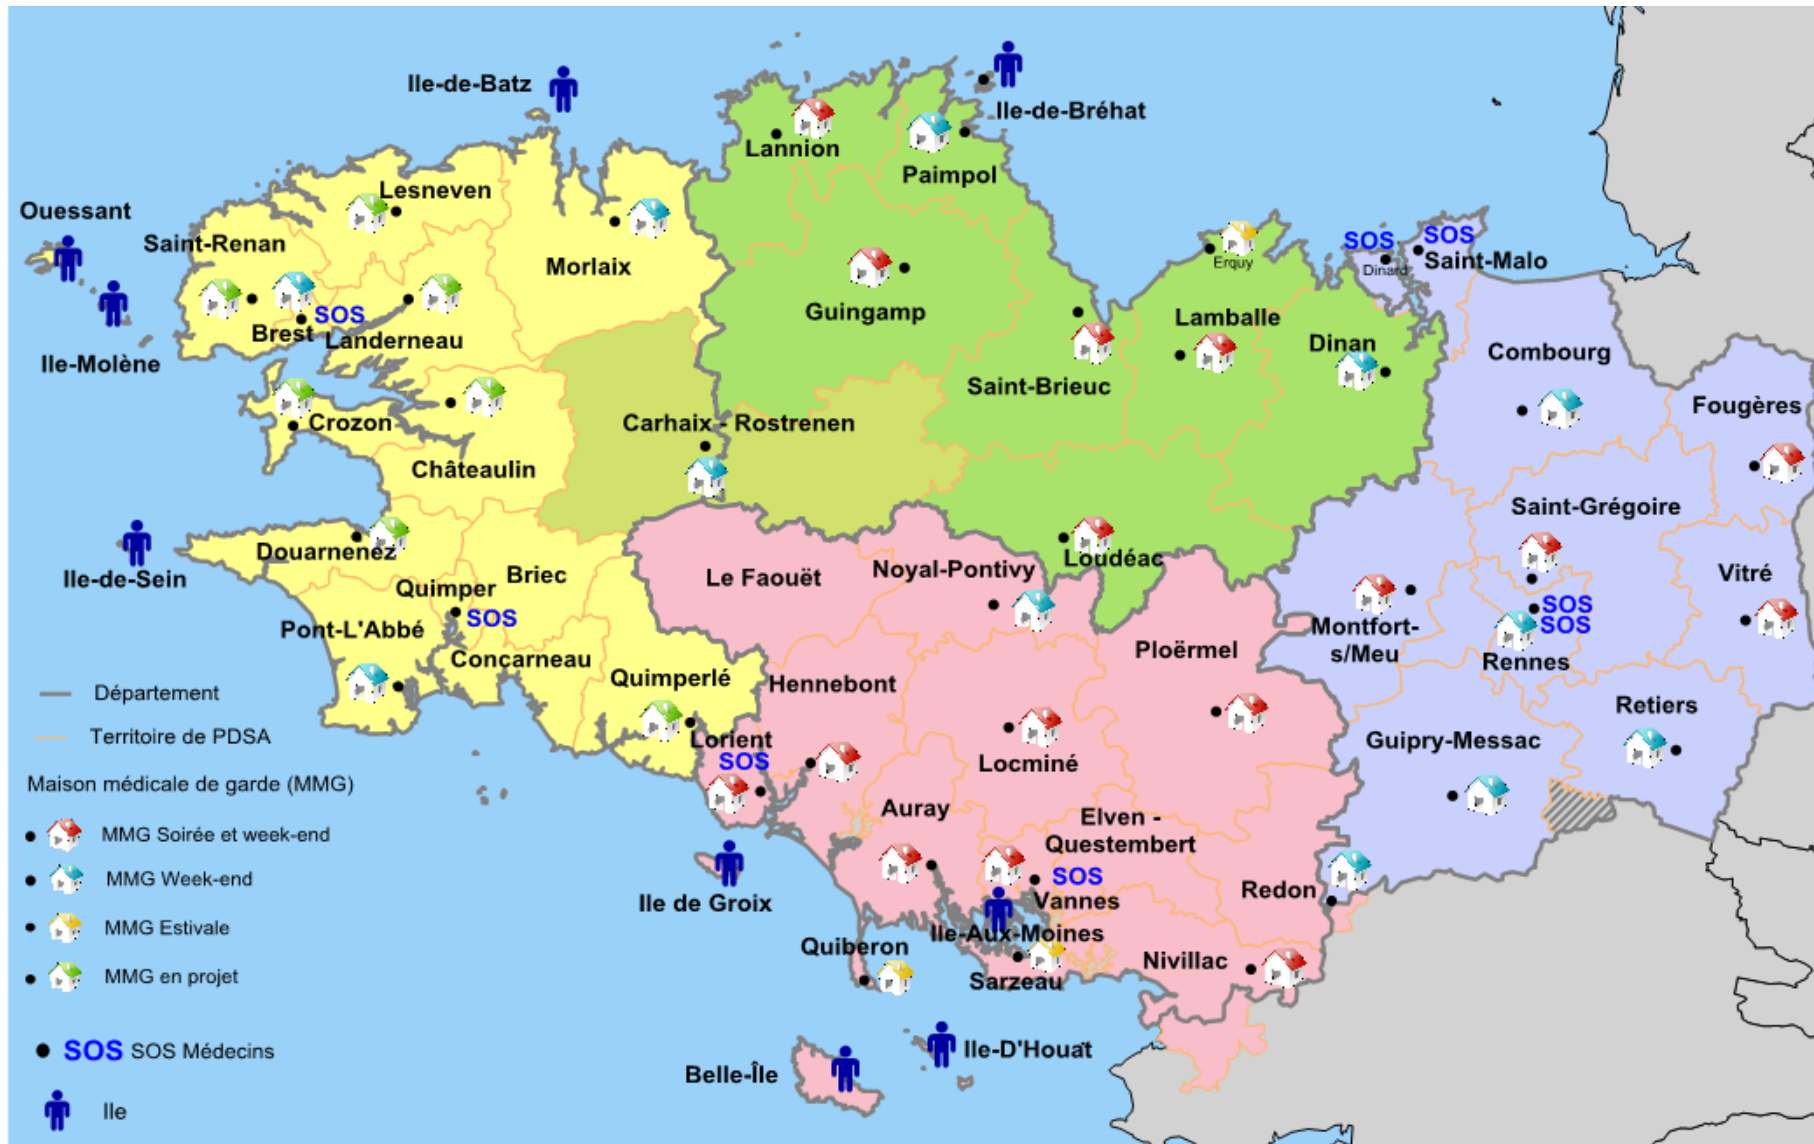 Ile-de-Batz
Ile-de-Bréhat
Lannion
Paimpol
Lesneven
Ouessant
Saint-Renan
Morlaix
SOS
SOS
Saint-Malo
Dinard
Erquy
Guingamp
Lamballe
SOS
Brest
Landerneau
Dinan
Combourg
Ile-Molène
Saint-Brieuc
Fougères
Crozon
Carhaix - Rostrenen
Châteaulin
Saint-Grégoire
Douarnenez
Loudéac
Ile-de-Sein
Briec
Le Faouët
Noyal-Pontivy
Vitré
Quimper
SOS
SOS
SOS
Pont-L'Abbé
Montfort-
s/Meu
Concarneau
Ploërmel
Rennes
Quimperlé
Hennebont
Département
Retiers
Territoire de PDSA
Lorient
SOS
Locminé
Guipry-Messac
Maison médicale de garde (MMG)
Auray
Elven -
Questembert
MMG Soirée et week-end
MMG Week-end
SOS
Vannes
Redon
Ile de Groix
MMG Estivale
Ile-Aux-Moines
Quiberon
Nivillac
MMG en projet
Sarzeau
SOS SOS Médecins
Ile-D'Houat
Belle-Île
Ile